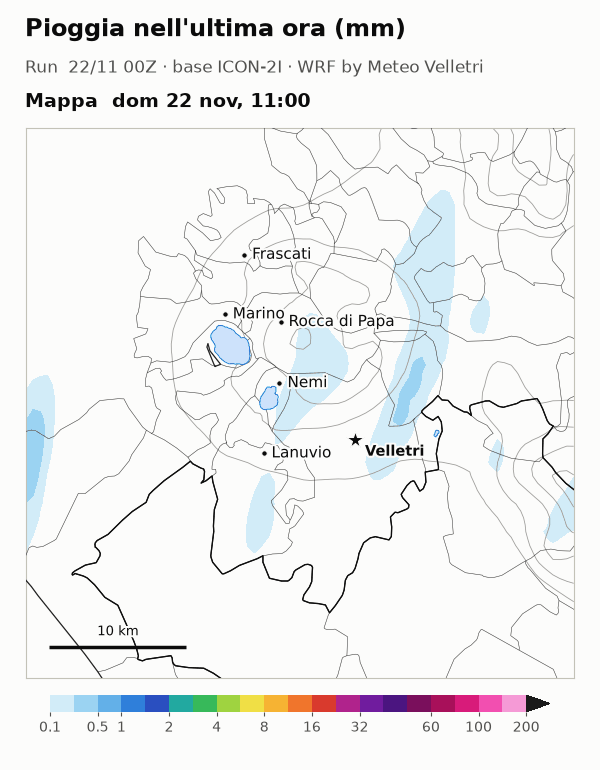 Pioggia nell'ultima ora (mm)
Run  22/11 00Z · base ICON-2I · WRF by Meteo Velletri
Mappa  dom 22 nov, 11:00
Frascati
Marino
Rocca di Papa
Nemi
Velletri
Lanuvio
10 km
0.1 0.5 1 2 4 8 16 32 60 100 200